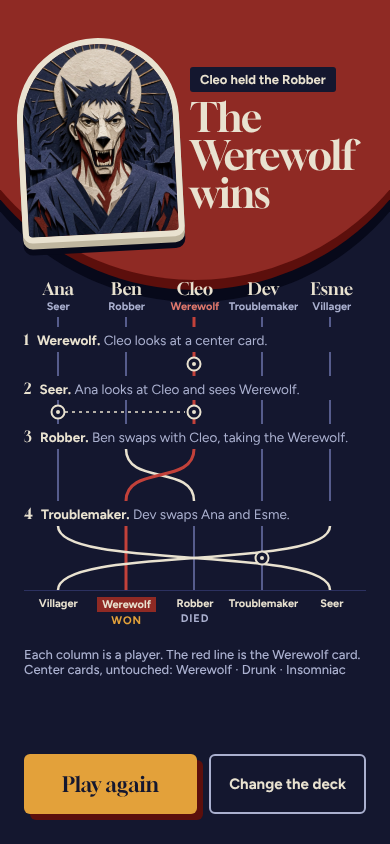 Cleo held the Robber
The
Werewolf
wins
Ana Ben Cleo Dev Esme
Seer Robber Werewolf Troublemaker Villager
1 Werewolf. Cleo looks at a center card.
2 Seer. Ana looks at Cleo and sees Werewolf.
3 Robber. Ben swaps with Cleo, taking the Werewolf.
4 Troublemaker. Dev swaps Ana and Esme.
Villager Werewolf Robber Troublemaker Seer
WON DIED
Each column is a player. The red line is the Werewolf card.
Center cards, untouched: Werewolf · Drunk · Insomniac
Play again Change the deck